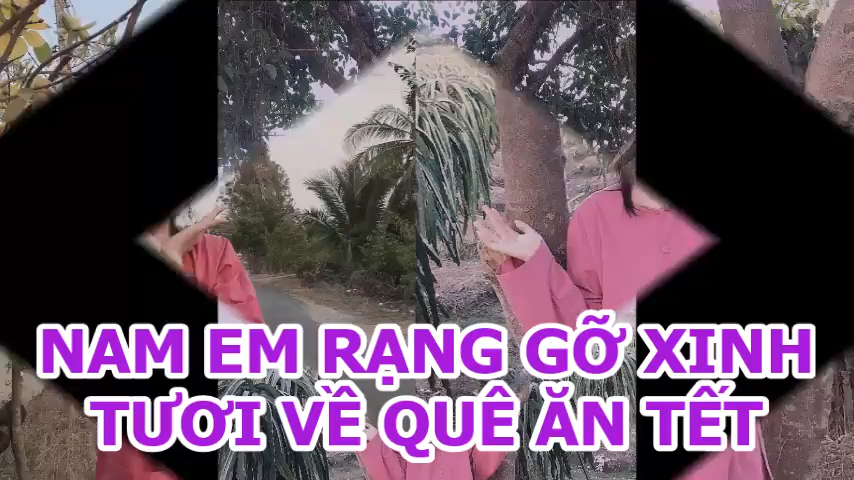 NAM EM RẠNG GỠ XINH
TƯƠI VỀ QUÊ ĂN TẾT